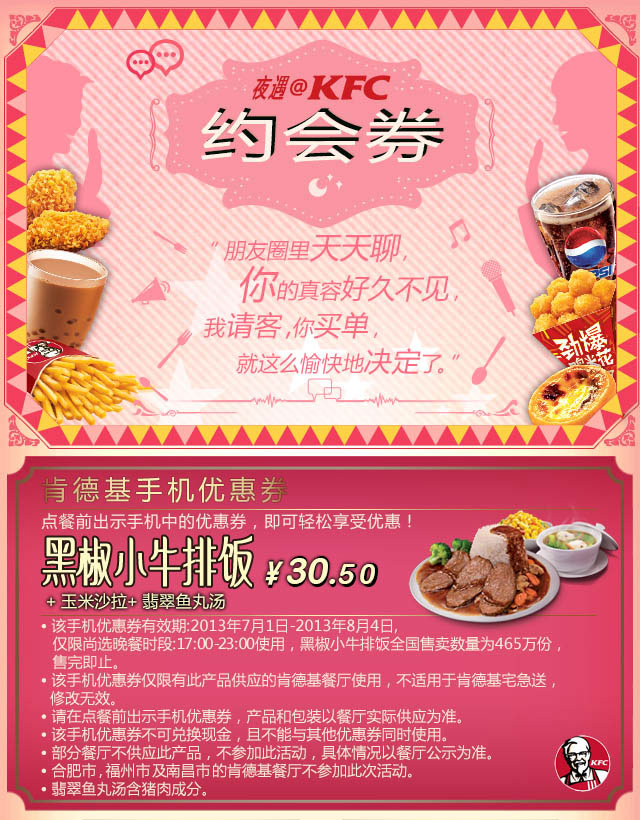 夜遇@KFC
约会券
“朋友圈里天天聊,
你的真容好久不见,
我请客,你买单,
就这么愉快地决定了。”
劲爆
肯德基手机优惠券
点餐前出示手机中的优惠券，即可轻松享受优惠！
黑椒小牛排饭 ¥30.50
+ 玉米沙拉+ 翡翠鱼丸汤
• 该手机优惠券有效期:2013年7月1日-2013年8月4日,
仅限尚选晚餐时段:17:00-23:00使用，黑椒小牛排饭全国售卖数量为465万份，
售完即止。
• 该手机优惠券仅限有此产品供应的肯德基餐厅使用，不适用于肯德基宅急送，
修改无效。
• 请在点餐前出示手机优惠券，产品和包装以餐厅实际供应为准。
• 该手机优惠券不可兑换现金，且不能与其他优惠券同时使用。
• 部分餐厅不供应此产品，不参加此活动，具体情况以餐厅公示为准。
• 合肥市,福州市及南昌市的肯德基餐厅不参加此次活动。
• 翡翠鱼丸汤含猪肉成分。
KFC